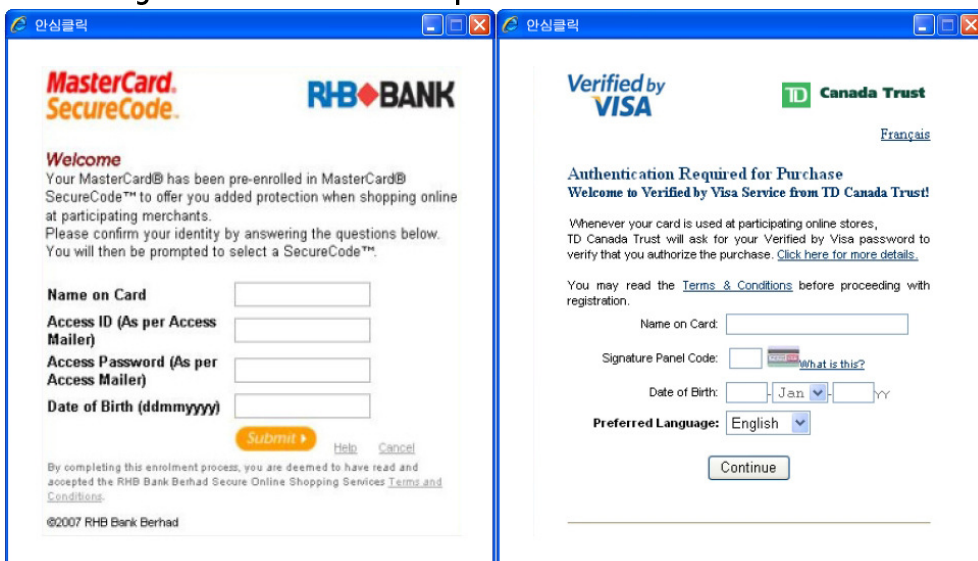 안심클릭
MasterCard.
SecureCode.
RHB BANK
Welcome
Your MasterCard® has been pre-enrolled in MasterCard®
SecureCode™ to offer you added protection when shopping online
at participating merchants.
Please confirm your identity by answering the questions below.
You will then be prompted to select a SecureCode™.
Name on Card
Access ID (As per Access
Mailer)
Access Password (As per
Access Mailer)
Date of Birth (ddmmyyyy)
Submit
Help Cancel
By completing this enrolment process, you are deemed to have read and
accepted the RHB Bank Berhad Secure Online Shopping Services Terms and
Conditions.
©2007 RHB Bank Berhad
안심클릭
Verified by
VISA
TD Canada Trust
Français
Authentication Required for Purchase
Welcome to Verified by Visa Service from TD Canada Trust!
Whenever your card is used at participating online stores,
TD Canada Trust will ask for your Verified by Visa password to
verify that you authorize the purchase. Click here for more details.
You may read the Terms & Conditions before proceeding with
registration.
Name on Card:
Signature Panel Code: What is this?
Date of Birth: - Jan - YY
Preferred Language: English
Continue